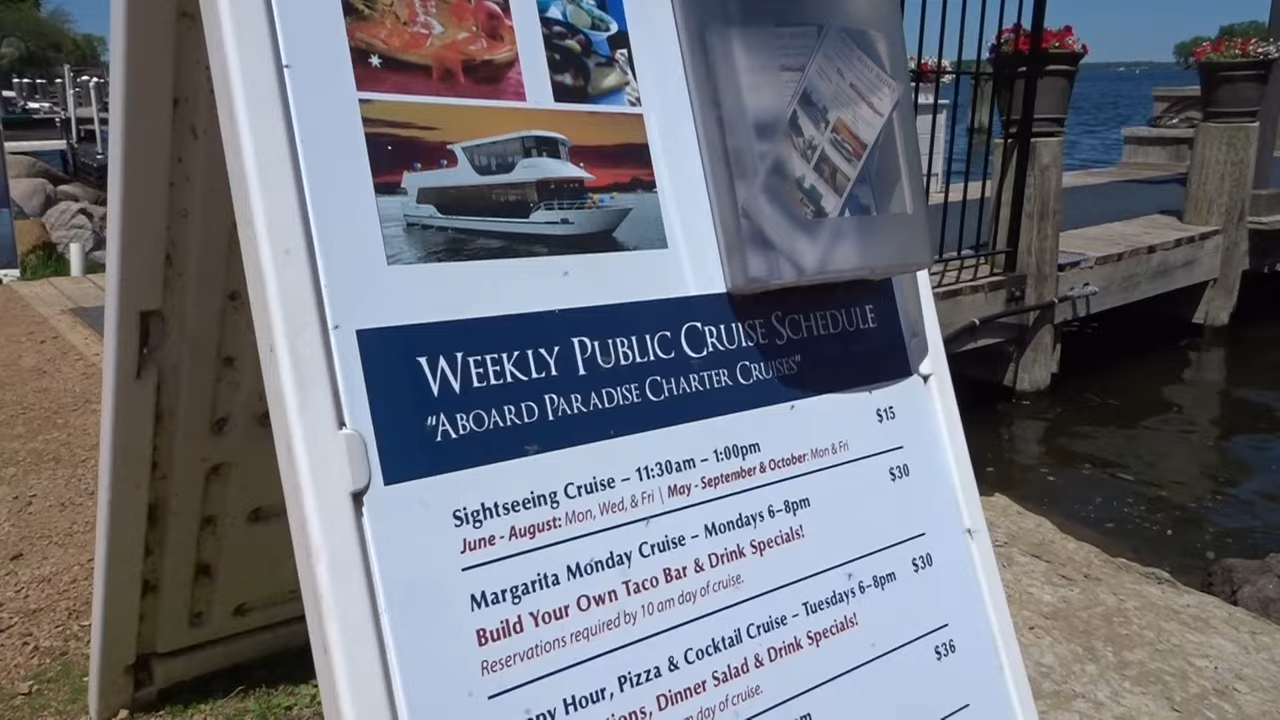 WEEKLY PUBLIC CRUISE SCHEDULE
"ABOARD PARADISE CHARTER CRUISES"
Sightseeing Cruise – 11:30am – 1:00pm $15
June - August: Mon, Wed, & Fri | May - September & October: Mon & Fri
Margarita Monday Cruise – Mondays 6–8pm $30
Build Your Own Taco Bar & Drink Specials!
Reservations required by 10 am day of cruise.
Hour, Pizza & Cocktail Cruise – Tuesdays 6–8pm $30
Dinner Salad & Drink Specials!
day of cruise.
$36